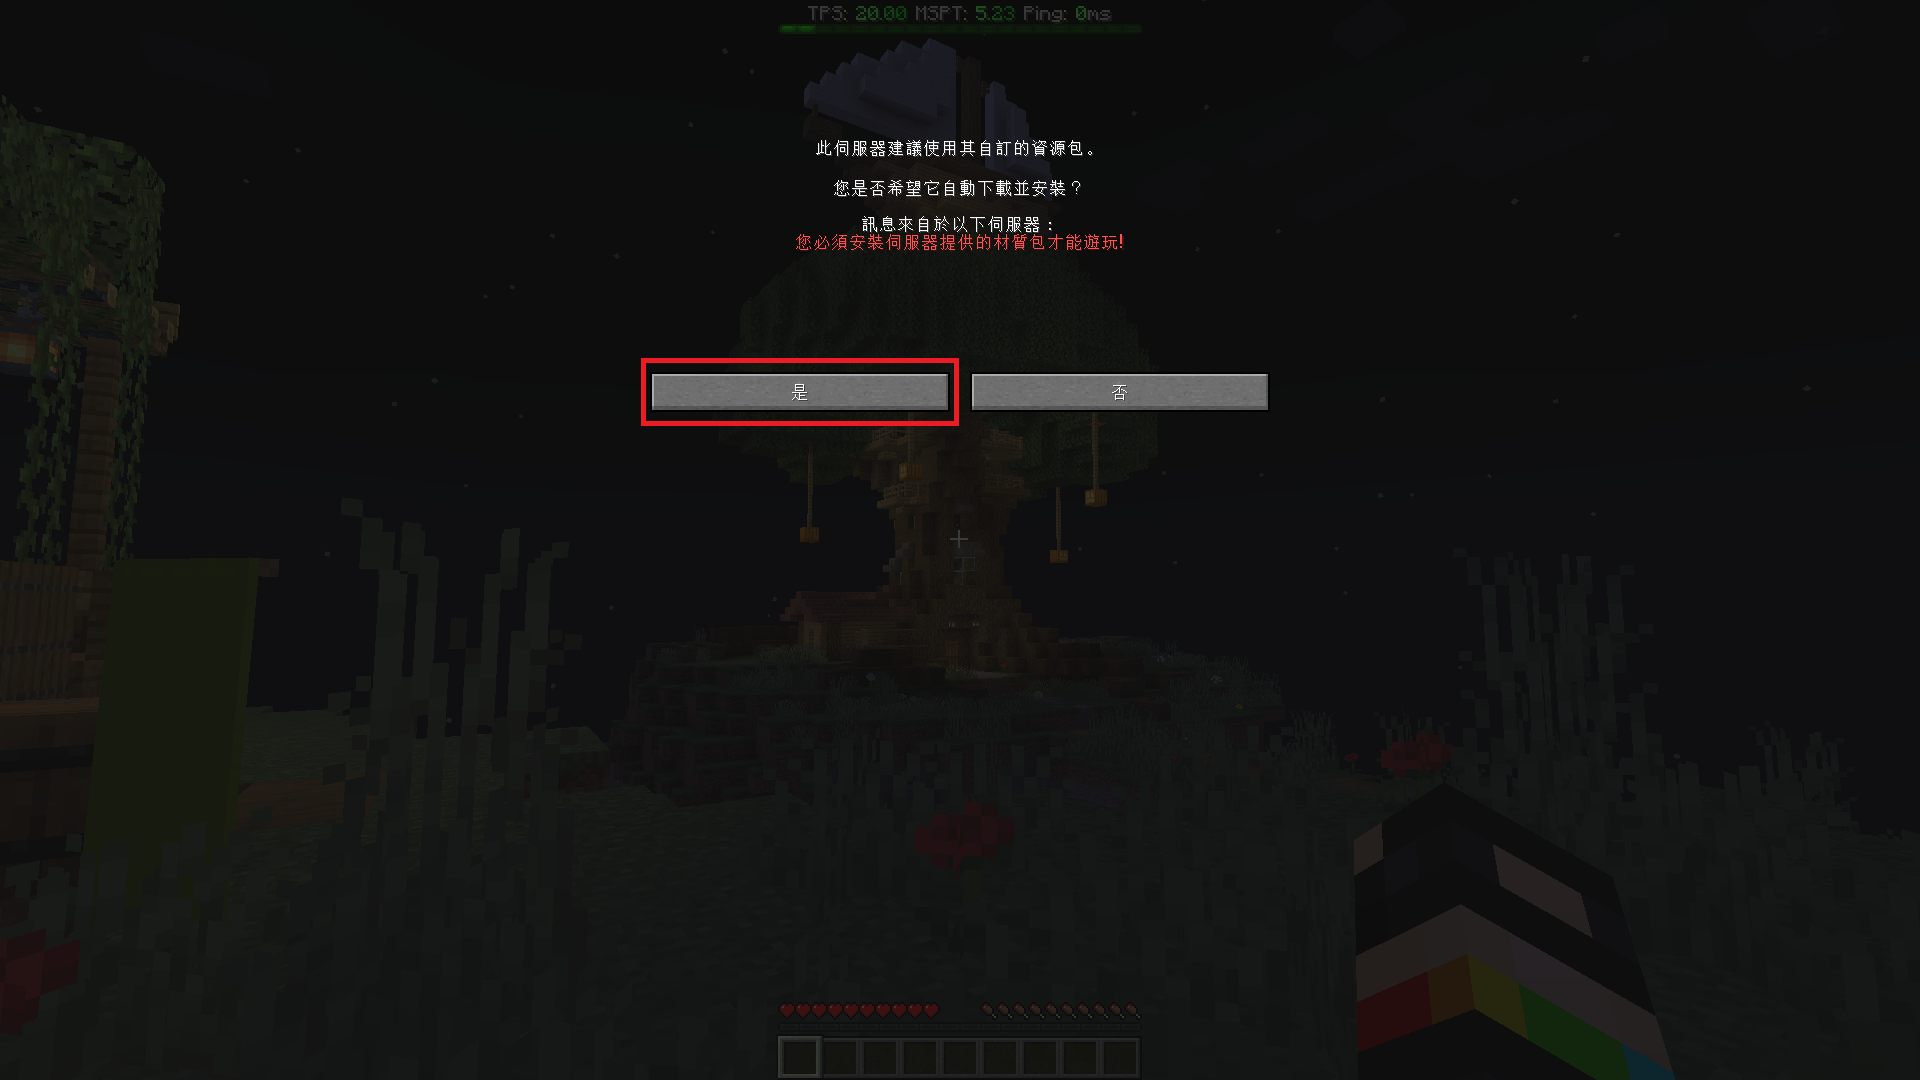 TPS: 20.00 MSPT: 5.23 Ping: 0ms
此伺服器建議使用其自訂的資源包。
您是否希望它自動下載並安裝？
訊息來自於以下伺服器：
您必須安裝伺服器提供的材質包才能遊玩!
是
否